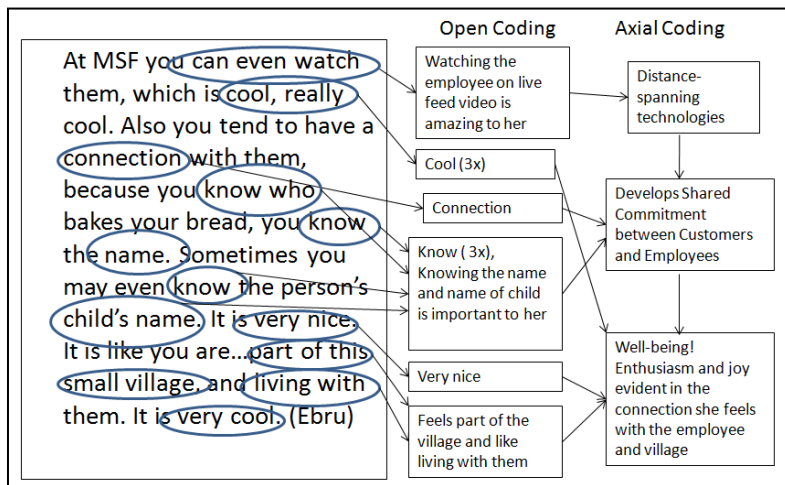 Open Coding
Axial Coding
At MSF you can even watch
them, which is cool, really
cool. Also you tend to have a
connection with them,
because you know who
bakes your bread, you know
the name. Sometimes you
may even know the person's
child's name. It is very nice.
It is like you are...part of this
small village, and living with
them. It is very cool. (Ebru)
Watching the
employee on live
feed video is
amazing to her
Cool (3x)
Connection
Know ( 3x),
Knowing the name
and name of child
is important to her
Very nice
Feels part of the
village and like
living with them
Distance-
spanning
technologies
Develops Shared
Commitment
between Customers
and Employees
Well-being!
Enthusiasm and joy
evident in the
connection she feels
with the employee
and village